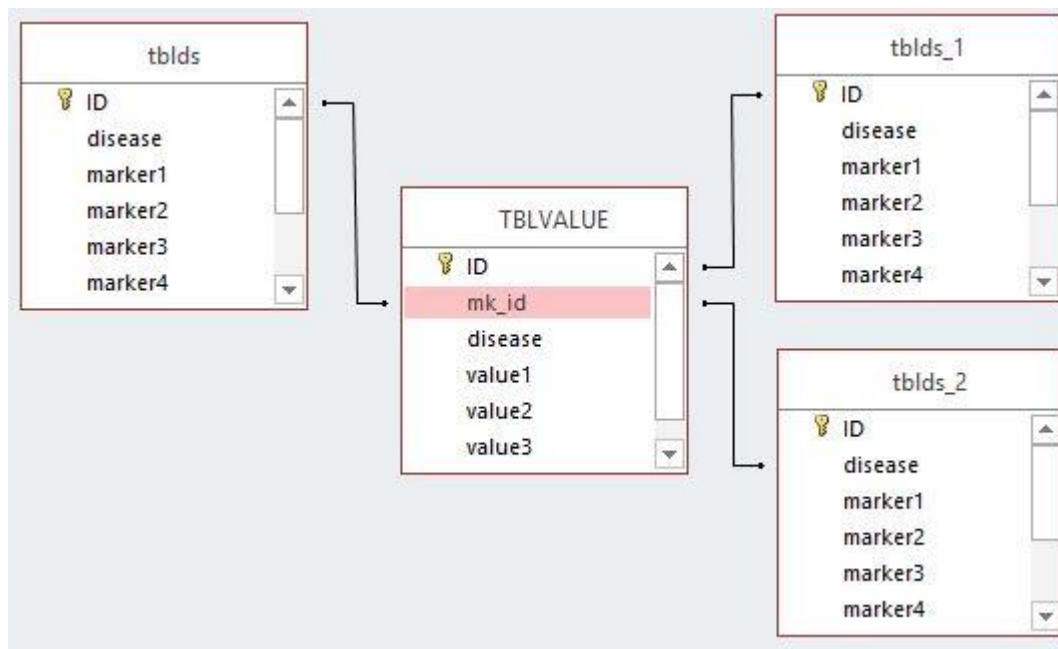 tblds
ID
disease
marker1
marker2
marker3
marker4
TBLVALUE
ID
mk_id
disease
value1
value2
value3
tblds_1
ID
disease
marker1
marker2
marker3
marker4
tblds_2
ID
disease
marker1
marker2
marker3
marker4